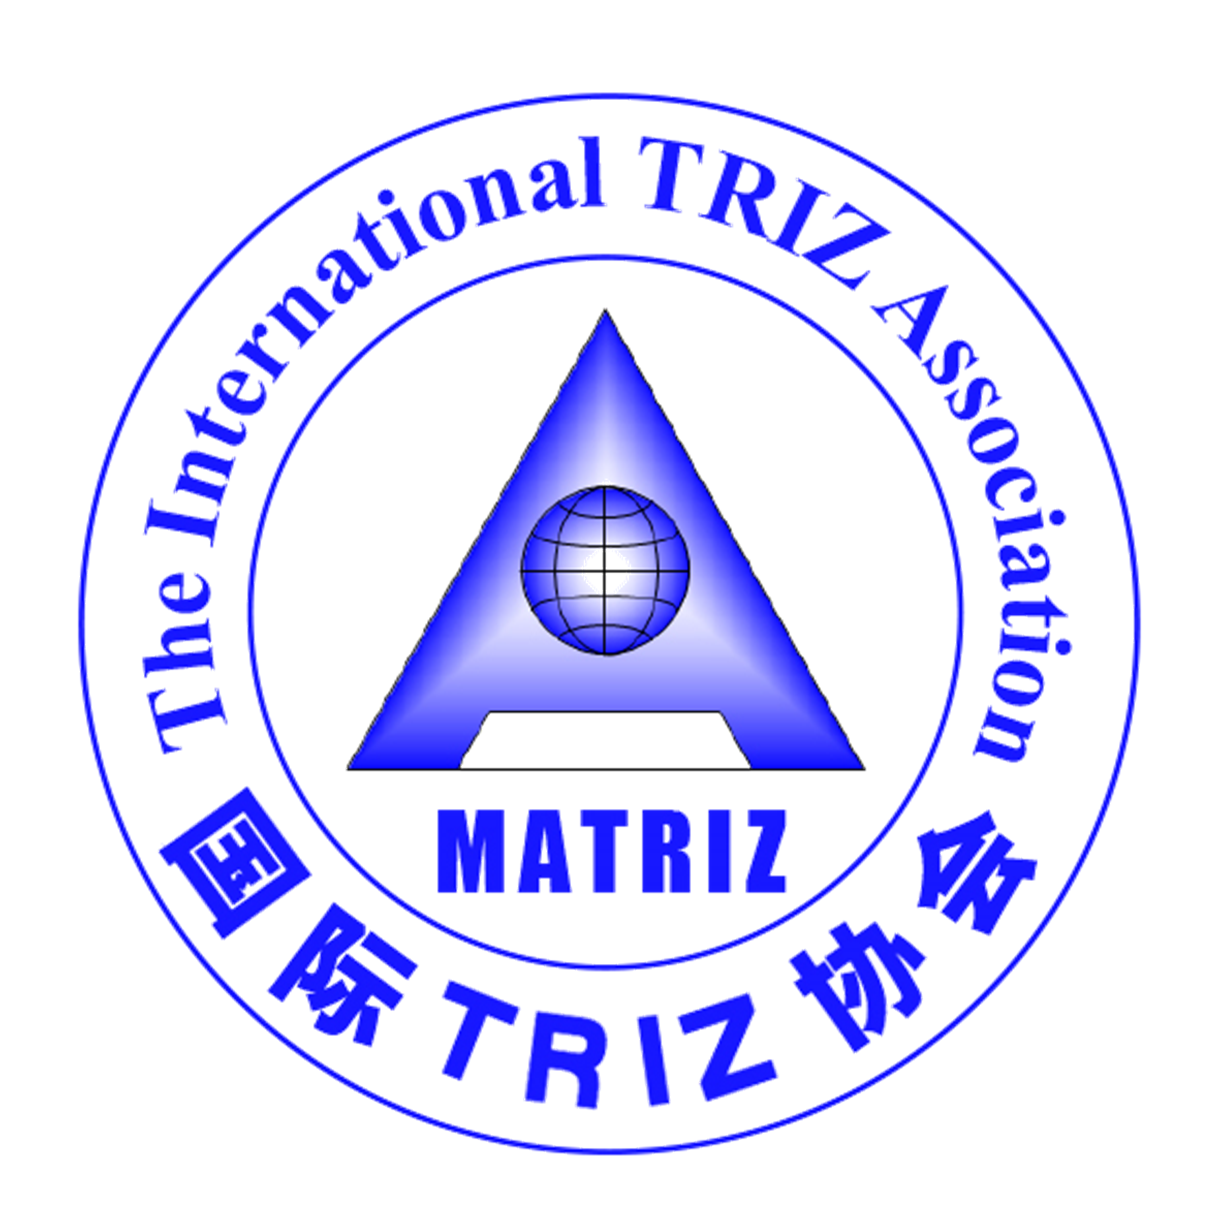 The International TRIZ Association
MATRIZ
国际TRIZ协会